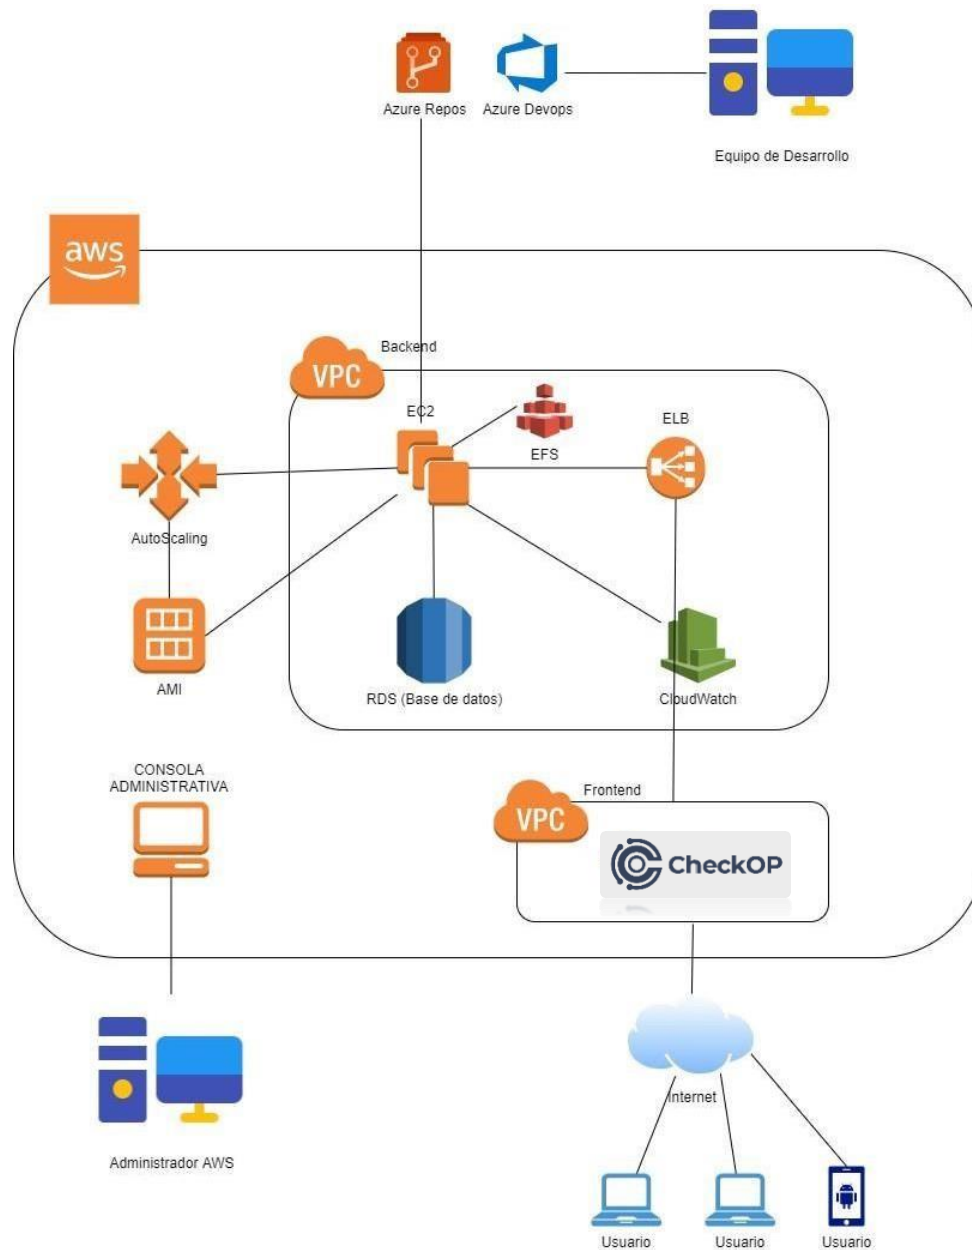 Azure Repos
Azure Devops
Equipo de Desarrollo
aws
Backend
VPC
EC2
EFS
ELB
AutoScaling
AMI
RDS (Base de datos)
CloudWatch
CONSOLA
ADMINISTRATIVA
Frontend
VPC
CheckOP
Administrador AWS
Internet
Usuario
Usuario
Usuario